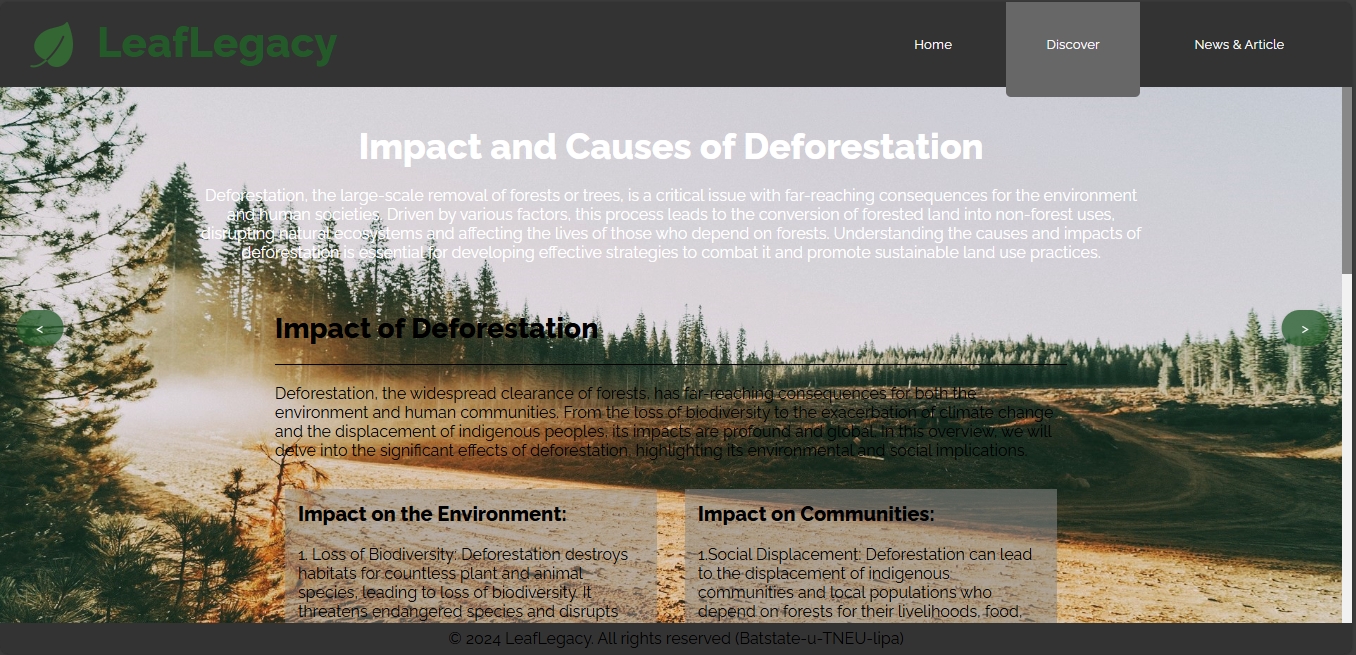 LeafLegacy
Home
Discover
News & Article
Impact and Causes of Deforestation
Deforestation, the large-scale removal of forests or trees, is a critical issue with far-reaching consequences for the environment
and human societies. Driven by various factors, this process leads to the conversion of forested land into non-forest uses,
disrupting natural ecosystems and affecting the lives of those who depend on forests. Understanding the causes and impacts of
deforestation is essential for developing effective strategies to combat it and promote sustainable land use practices.
<
>
Impact of Deforestation
Deforestation, the widespread clearance of forests, has far-reaching consequences for both the
environment and human communities. From the loss of biodiversity to the exacerbation of climate change
and the displacement of indigenous peoples, its impacts are profound and global. In this overview, we will
delve into the significant effects of deforestation, highlighting its environmental and social implications.
Impact on the Environment:
1. Loss of Biodiversity: Deforestation destroys
habitats for countless plant and animal
species, leading to loss of biodiversity. It
threatens endangered species and disrupts
Impact on Communities:
1.Social Displacement: Deforestation can lead
to the displacement of indigenous
communities and local populations who
depend on forests for their livelihoods, food,
© 2024 LeafLegacy. All rights reserved (Batstate-u-TNEU-lipa)